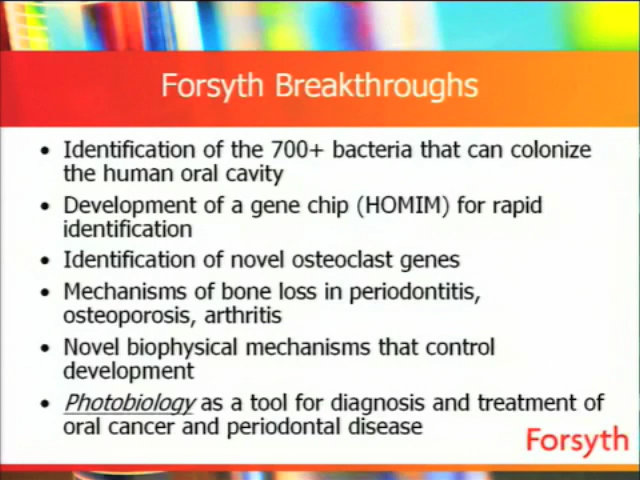 Forsyth Breakthroughs
• Identification of the 700+ bacteria that can colonize
the human oral cavity
• Development of a gene chip (HOMIM) for rapid
identification
• Identification of novel osteoclast genes
• Mechanisms of bone loss in periodontitis,
osteoporosis, arthritis
• Novel biophysical mechanisms that control
development
• Photobiology as a tool for diagnosis and treatment of
oral cancer and periodontal disease
Forsyth